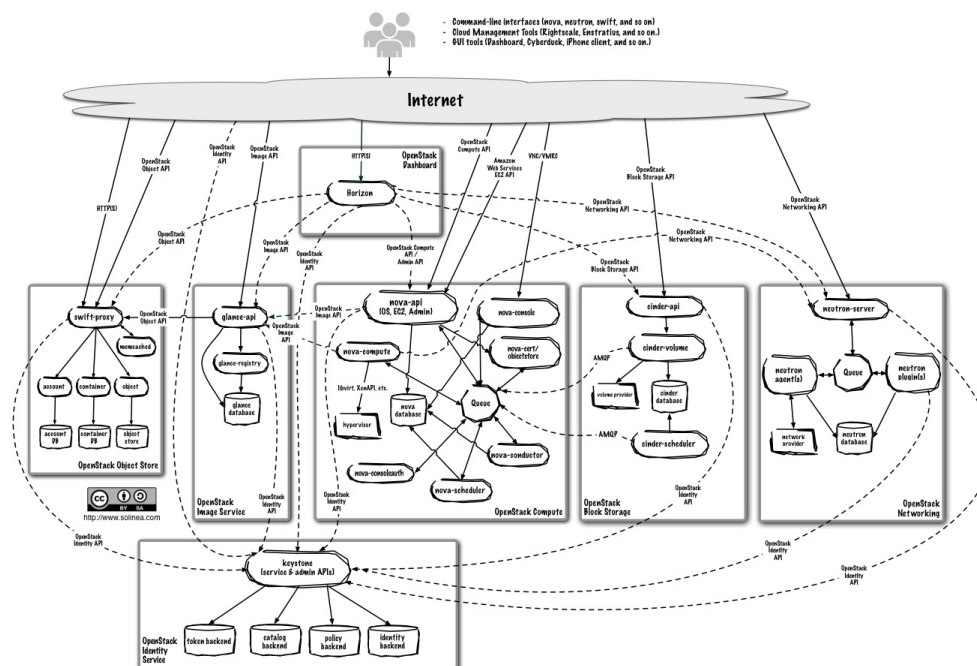 - Command-line interfaces (nova, neutron, swift, and so on)
- Cloud Management Tools (Rightscale, Enstratius, and so on.)
- GUI tools (Dashboard, Cyberduck, iPhone client, and so on.)
Internet
HTTP(S)
OpenStack
Object API
OpenStack
Identity
API
OpenStack
Image API
HTTP(S)
OpenStack
Dashboard
Horizon
OpenStack
Compute API
Amazon
Web Services
EC2 API
VNC/VMRC
OpenStack
Block Storage API
OpenStack
Networking API
OpenStack
Networking API
OpenStack
Object API
OpenStack
Image API
OpenStack
Identity
API
OpenStack Compute
API /
Admin API
OpenStack
Block Storage API
OpenStack
Networking API
swift-proxy
memcached
account
container
object
account
DB
container
DB
object
store
OpenStack Object Store
OpenStack
Object API
glance-api
glance-registry
glance
database
OpenStack
Image Service
OpenStack
Identity
API
OpenStack
Image API
OpenStack
Image API
nova-api
(OS, EC2, Admin)
nova-console
nova-cert/
objectstore
nova-compute
libvirt, XenAPI, etc.
hypervisor
nova
database
Queue
nova-conductor
nova-consoleauth
nova-scheduler
OpenStack
Identity
API
OpenStack Compute
AMQP
AMQP
cinder-api
cinder-volume
volume provider
cinder
database
cinder-scheduler
OpenStack
Identity
API
OpenStack
Block Storage
neutron-server
neutron
agent(s)
Queue
neutron
plugin(s)
network
provider
neutron
database
OpenStack
Networking
CC
BY SA
http://www.solinea.com
OpenStack
Identity API
OpenStack
Identity
API
OpenStack
Identity
API
keystone
(service & admin APIs)
token backend
catalog
backend
policy
backend
identity
backend
OpenStack
Identity
Service